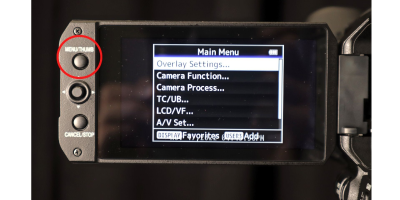 MENU/THUMB
CANCEL/STOP
Main Menu
Overlay Settings...
Camera Function...
Camera Process...
TC/UB...
LCD/VF...
A/V Set...
DISPLAY Favorites USER5 Add